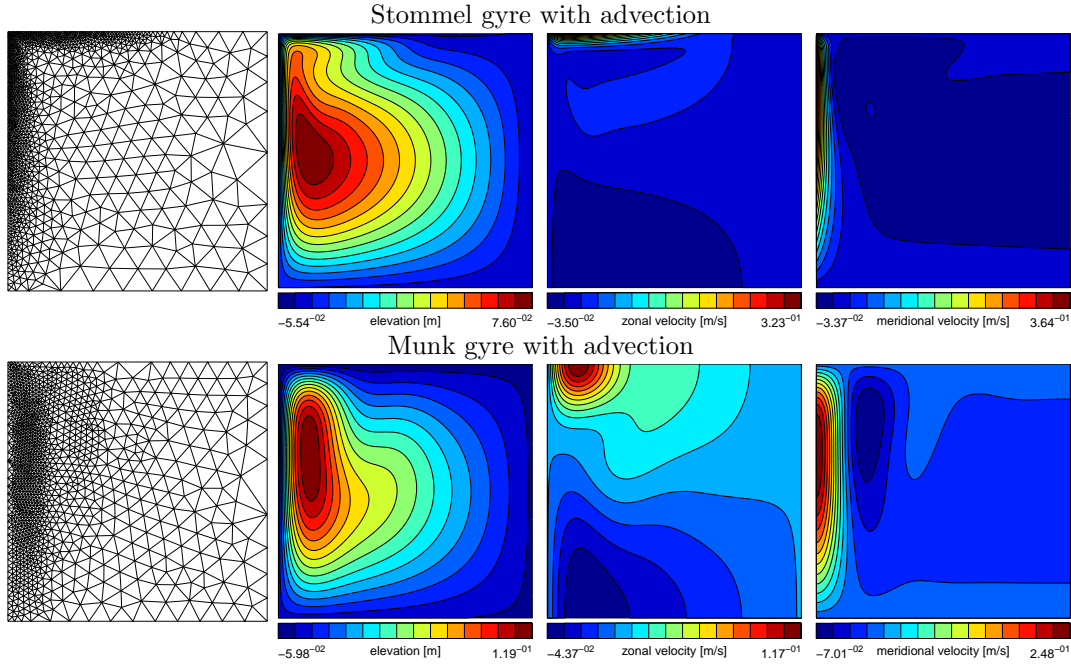 Stommel gyre with advection
−5.54⁻⁰² elevation [m] 7.60⁻⁰²
−3.50⁻⁰² zonal velocity [m/s] 3.23⁻⁰¹
−3.37⁻⁰² meridional velocity [m/s] 3.64⁻⁰¹
Munk gyre with advection
−5.98⁻⁰² elevation [m] 1.19⁻⁰¹
−4.37⁻⁰² zonal velocity [m/s] 1.17⁻⁰¹
−7.01⁻⁰² meridional velocity [m/s] 2.48⁻⁰¹